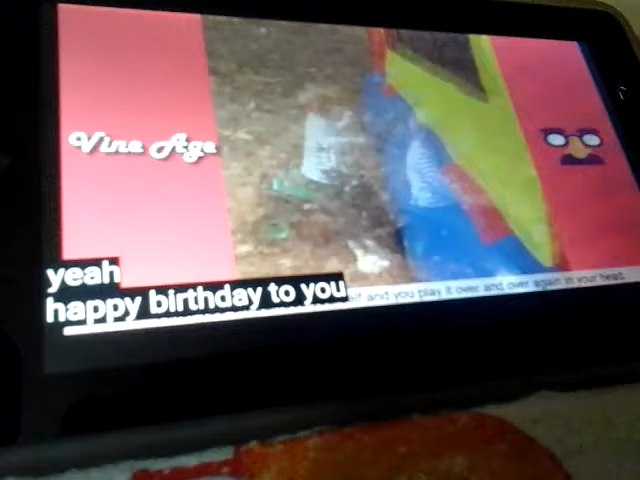 Vine Age
yeah
happy birthday to you
and you play it over and over again in your head.